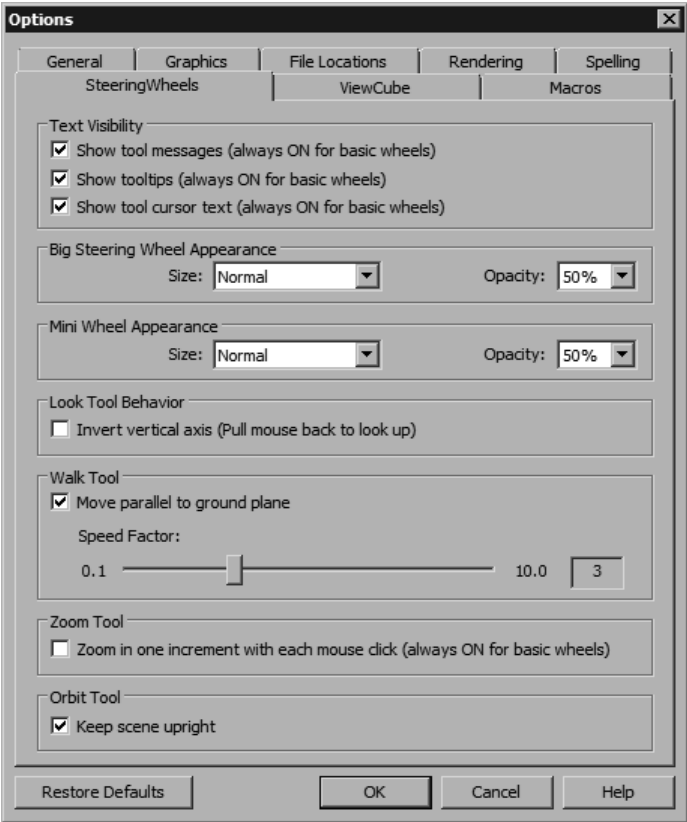 Options
General Graphics File Locations Rendering Spelling
SteeringWheels ViewCube Macros
Text Visibility
Show tool messages (always ON for basic wheels)
Show tooltips (always ON for basic wheels)
Show tool cursor text (always ON for basic wheels)
Big Steering Wheel Appearance
Size: Normal Opacity: 50%
Mini Wheel Appearance
Size: Normal Opacity: 50%
Look Tool Behavior
Invert vertical axis (Pull mouse back to look up)
Walk Tool
Move parallel to ground plane
Speed Factor:
0.1 10.0 3
Zoom Tool
Zoom in one increment with each mouse click (always ON for basic wheels)
Orbit Tool
Keep scene upright
Restore Defaults OK Cancel Help